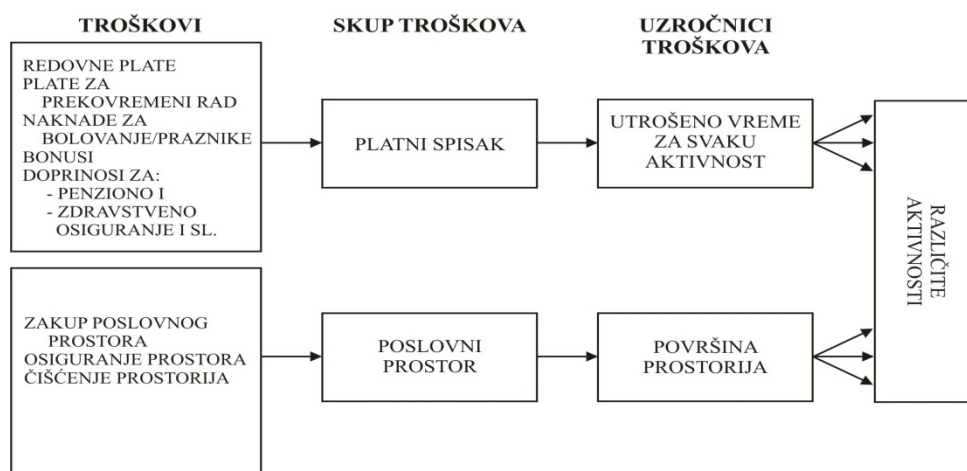 TROŠKOVI
SKUP TROŠKOVA
UZROČNICI
TROŠKOVA
REDOVNE PLATE
PLATE ZA
PREKOVREMENI RAD
NAKNADE ZA
BOLOVANJE/PRAZNIKE
BONUSI
DOPRINOSI ZA:
- PENZIONO I
- ZDRAVSTVENO
OSIGURANJE I SL.
PLATNI SPISAK
UTROŠENO VREME
ZA SVAKU
AKTIVNOST
RAZLIČITE
AKTIVNOSTI
ZAKUP POSLOVNOG
PROSTORA
OSIGURANJE PROSTORA
ČIŠĆENJE PROSTORIJA
POSLOVNI
PROSTOR
POVRŠINA
PROSTORIJA